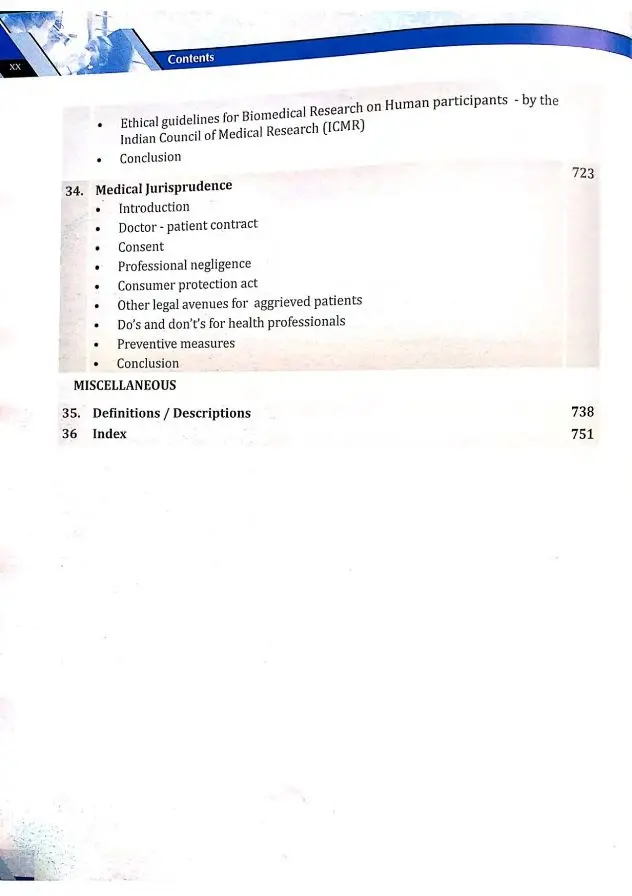 xx
Contents
• Ethical guidelines for Biomedical Research on Human participants - by the
Indian Council of Medical Research (ICMR)
• Conclusion
34. Medical Jurisprudence 723
• Introduction
• Doctor - patient contract
• Consent
• Professional negligence
• Consumer protection act
• Other legal avenues for aggrieved patients
• Do's and don't's for health professionals
• Preventive measures
• Conclusion
MISCELLANEOUS
35. Definitions / Descriptions 738
36 Index 751